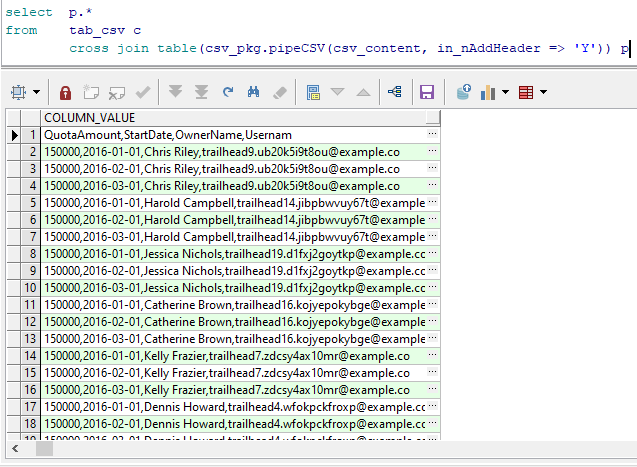 select p.*
from tab_csv c
cross join table(csv_pkg.pipeCSV(csv_content, in_nAddHeader => 'Y')) p
COLUMN_VALUE
1 QuotaAmount,StartDate,OwnerName,Usernam ...
2 150000,2016-01-01,Chris Riley,trailhead9.ub20k5i9t8ou@example.co ...
3 150000,2016-02-01,Chris Riley,trailhead9.ub20k5i9t8ou@example.co ...
4 150000,2016-03-01,Chris Riley,trailhead9.ub20k5i9t8ou@example.co ...
5 150000,2016-01-01,Harold Campbell,trailhead14.jibpbwvuy67t@example ...
6 150000,2016-02-01,Harold Campbell,trailhead14.jibpbwvuy67t@example ...
7 150000,2016-03-01,Harold Campbell,trailhead14.jibpbwvuy67t@example ...
8 150000,2016-01-01,Jessica Nichols,trailhead19.d1fxj2goytkp@example.co ...
9 150000,2016-02-01,Jessica Nichols,trailhead19.d1fxj2goytkp@example.co ...
10 150000,2016-03-01,Jessica Nichols,trailhead19.d1fxj2goytkp@example.co ...
11 150000,2016-01-01,Catherine Brown,trailhead16.kojyepokybge@example ...
12 150000,2016-02-01,Catherine Brown,trailhead16.kojyepokybge@example ...
13 150000,2016-03-01,Catherine Brown,trailhead16.kojyepokybge@example ...
14 150000,2016-01-01,Kelly Frazier,trailhead7.zdcsy4ax10mr@example.co ...
15 150000,2016-02-01,Kelly Frazier,trailhead7.zdcsy4ax10mr@example.co ...
16 150000,2016-03-01,Kelly Frazier,trailhead7.zdcsy4ax10mr@example.co ...
17 150000,2016-01-01,Dennis Howard,trailhead4.wfokpckfroxp@example.co ...
18 150000,2016-02-01,Dennis Howard,trailhead4.wfokpckfroxp@example.co ...